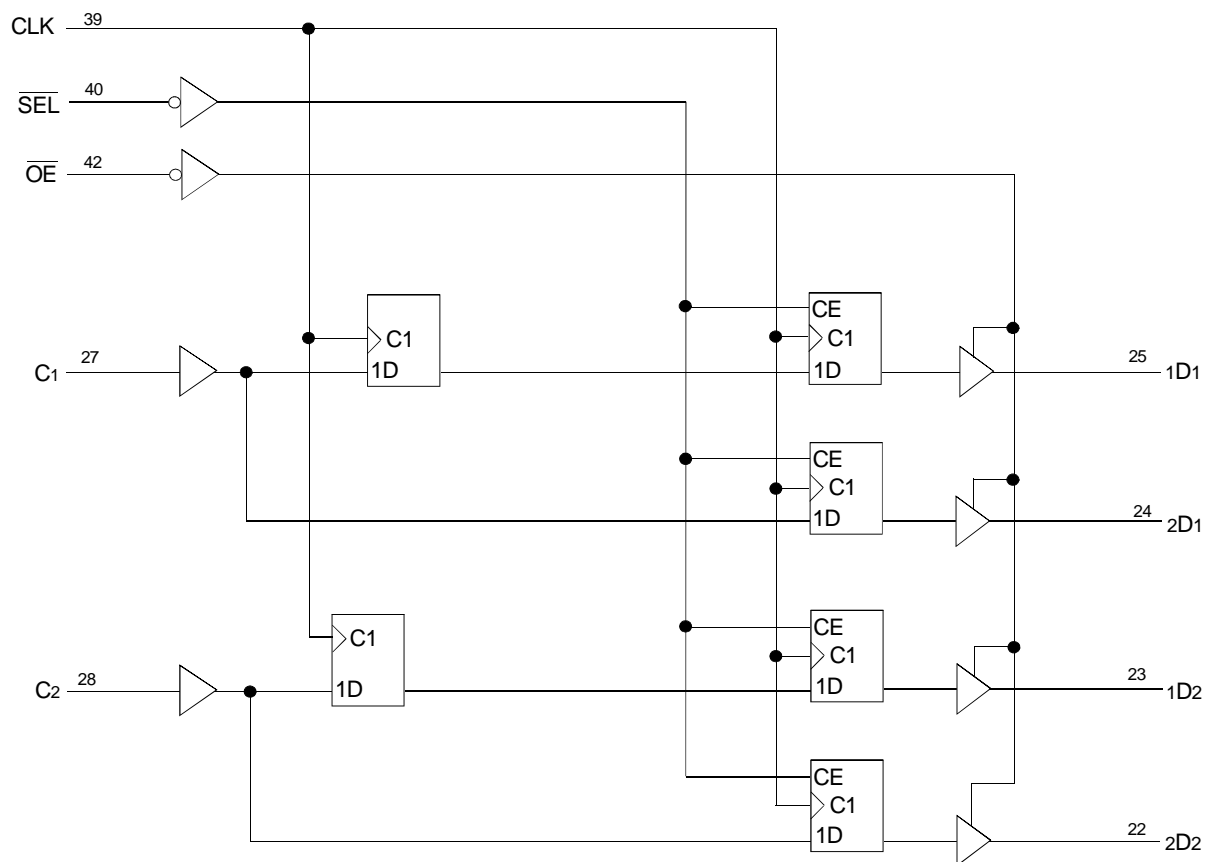 CLK 39
SEL 40
OE 42
CE
C1 C1
C1 27 1D 1D 25 1D1
CE
C1
1D 24 2D1
CE
C1 C1
C2 28 1D 1D 23 1D2
CE
C1
1D 22 2D2